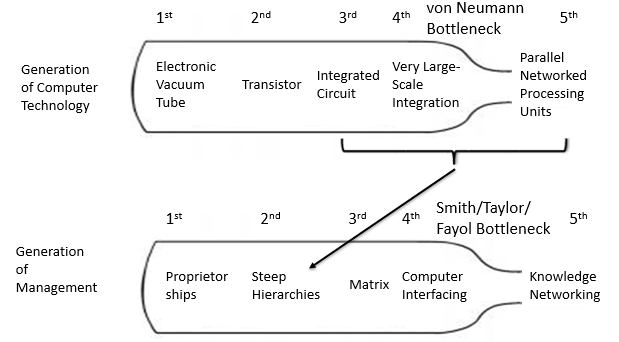 von Neumann
1st 2nd 3rd 4th Bottleneck 5th
Generation
of Computer
Technology
Electronic
Vacuum
Tube
Transistor
Integrated
Circuit
Very Large-
Scale
Integration
Parallel
Networked
Processing
Units
Smith/Taylor/
1st 2nd 3rd 4th Fayol Bottleneck 5th
Generation
of
Management
Proprietor
ships
Steep
Hierarchies
Matrix
Computer
Interfacing
Knowledge
Networking